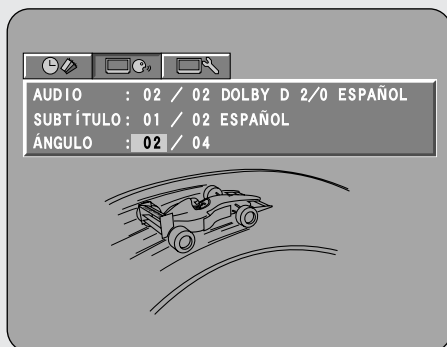 AUDIO : 02 / 02 DOLBY D 2/0 ESPAÑOL
SUBTÍTULO: 01 / 02 ESPAÑOL
ÁNGULO : 02 / 04